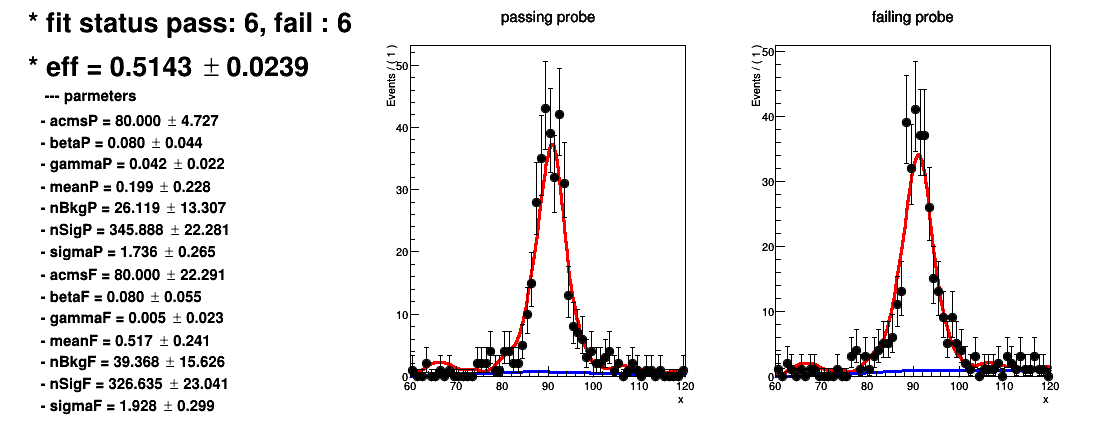 * fit status pass: 6, fail : 6
* eff = 0.5143 ± 0.0239
--- parmeters
- acmsP = 80.000 ± 4.727
- betaP = 0.080 ± 0.044
- gammaP = 0.042 ± 0.022
- meanP = 0.199 ± 0.228
- nBkgP = 26.119 ± 13.307
- nSigP = 345.888 ± 22.281
- sigmaP = 1.736 ± 0.265
- acmsF = 80.000 ± 22.291
- betaF = 0.080 ± 0.055
- gammaF = 0.005 ± 0.023
- meanF = 0.517 ± 0.241
- nBkgF = 39.368 ± 15.626
- nSigF = 326.635 ± 23.041
- sigmaF = 1.928 ± 0.299
passing probe
Events / ( 1 )
50
40
30
20
10
0
60 70 80 90 100 110 120
x
failing probe
Events / ( 1 )
50
40
30
20
10
0
60 70 80 90 100 110 120
x